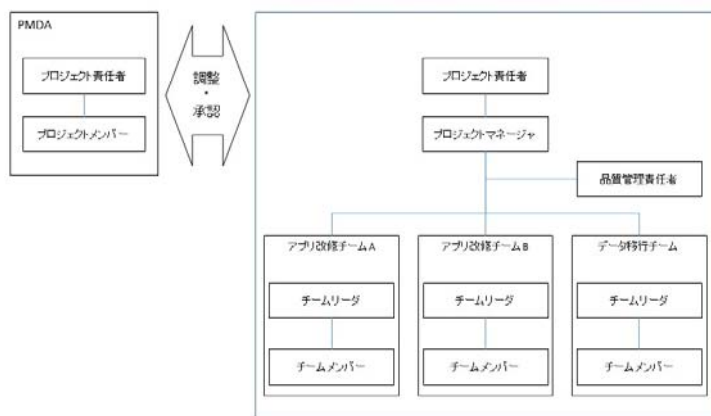 PMDA
プロジェクト責任者
プロジェクトメンバー
調整
・
承認
プロジェクト責任者
プロジェクトマネージャ
品質管理責任者
アプリ改修チームA
チームリーダ
チームメンバー
アプリ改修チームB
チームリーダ
チームメンバー
データ移行チーム
チームリーダ
チームメンバー